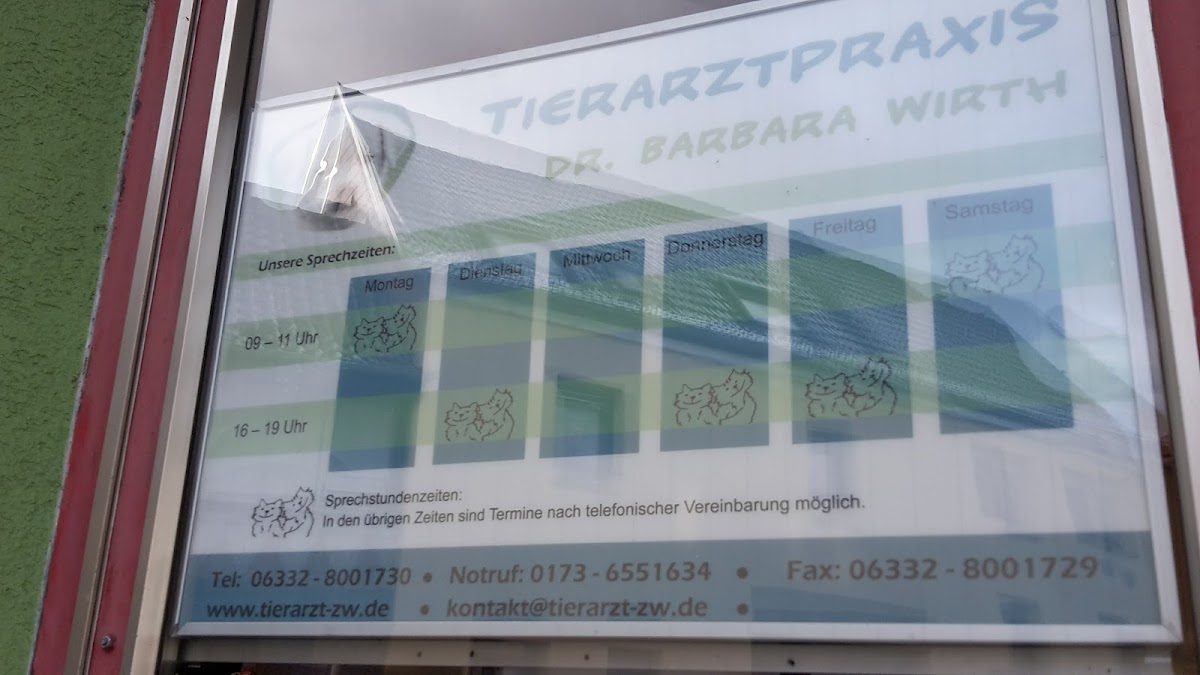 TIERARZTPRAXIS
DR. BARBARA WIRTH
Unsere Sprechzeiten:
Montag Dienstag Mittwoch Donnerstag Freitag Samstag
09 – 11 Uhr
16 – 19 Uhr
Sprechstundenzeiten:
In den übrigen Zeiten sind Termine nach telefonischer Vereinbarung möglich.
Tel: 06332 - 8001730 • Notruf: 0173 - 6551634 • Fax: 06332 - 8001729
www.tierarzt-zw.de • kontakt@tierarzt-zw.de •